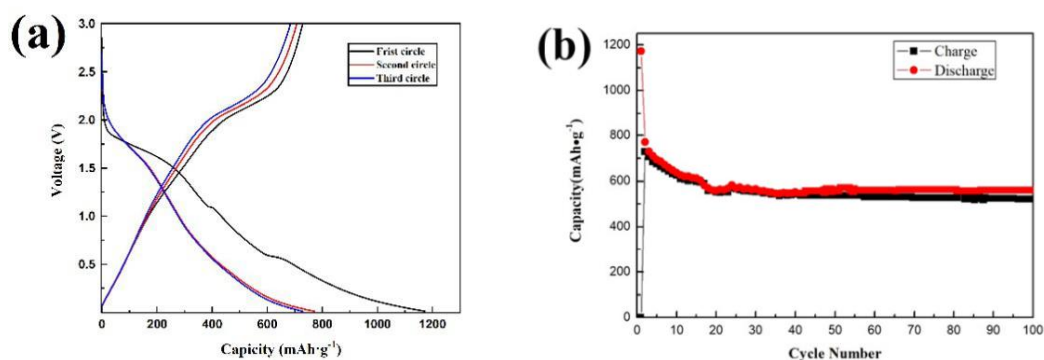 (a)
3.0
2.5
2.0
1.5
1.0
0.5
Voltage (V)
Frist circle
Second circle
Third circle
0 200 400 600 800 1000 1200
Capicity (mAh·g⁻¹)
(b)
1200
1000
800
600
400
200
0
Capacity(mAh•g⁻¹)
Charge
Discharge
0 10 20 30 40 50 60 70 80 90 100
Cycle Number